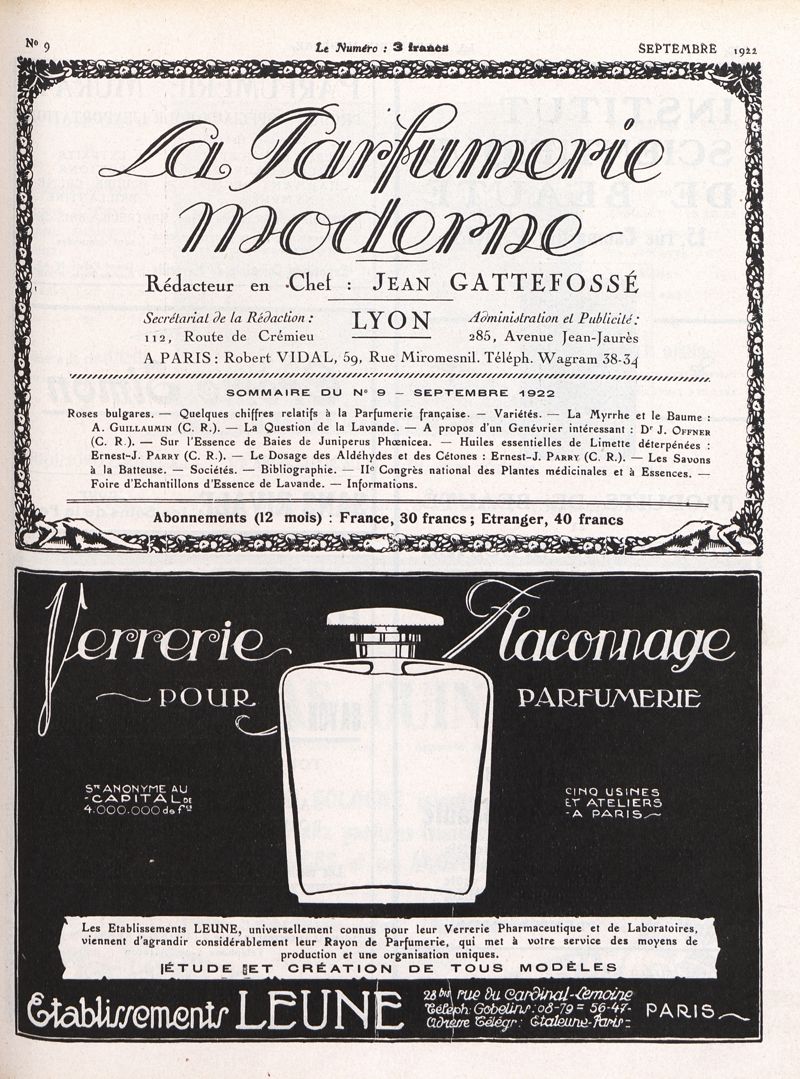 N° 9
Le Numéro : 3 francs
SEPTEMBRE 1922
La Parfumerie
moderne
Rédacteur en Chef : JEAN GATTEFOSSÉ
Secrétariat de la Rédaction :
112, Route de Crémieu
LYON
Administration et Publicité :
285, Avenue Jean-Jaurès
A PARIS : Robert VIDAL, 59, Rue Miromesnil. Téléph. Wagram 38-34
SOMMAIRE DU N° 9 – SEPTEMBRE 1922
Roses bulgares. — Quelques chiffres relatifs à la Parfumerie française. — Variétés. — La Myrrhe et le Baume :
A. GUILLAUMIN (C. R.). — La Question de la Lavande. — A propos d'un Genévrier intéressant : Dr J. OFFNER
(C. R.). — Sur l'Essence de Baies de Juniperus Phœnicea. — Huiles essentielles de Limette déterpénées :
Ernest-J. PARRY (C. R.). — Le Dosage des Aldéhydes et des Cétones : Ernest-J. PARRY (C. R.). — Les Savons
à la Batteuse. — Sociétés. — Bibliographie. — IIe Congrès national des Plantes médicinales et à Essences. —
Foire d'Echantillons d'Essence de Lavande. — Informations.
Abonnements (12 mois) : France, 30 francs ; Etranger, 40 francs
Verrerie Flaconnage
POUR PARFUMERIE
Sté ANONYME AU
-CAPITAL DE
4.000.000 de frs
CINQ USINES
ET ATELIERS
-A PARIS
Les Etablissements LEUNE, universellement connus pour leur Verrerie Pharmaceutique et de Laboratoires,
viennent d'agrandir considérablement leur Rayon de Parfumerie, qui met à votre service des moyens de
production et une organisation uniques.
ÉTUDE ET CRÉATION DE TOUS MODÈLES
Etablissements LEUNE
28 bis rue du Cardinal-Lemoine
Téléph: Gobelins: 08-79 = 56-47-
Adresse Télégr: Etaleune-Paris-
PARIS